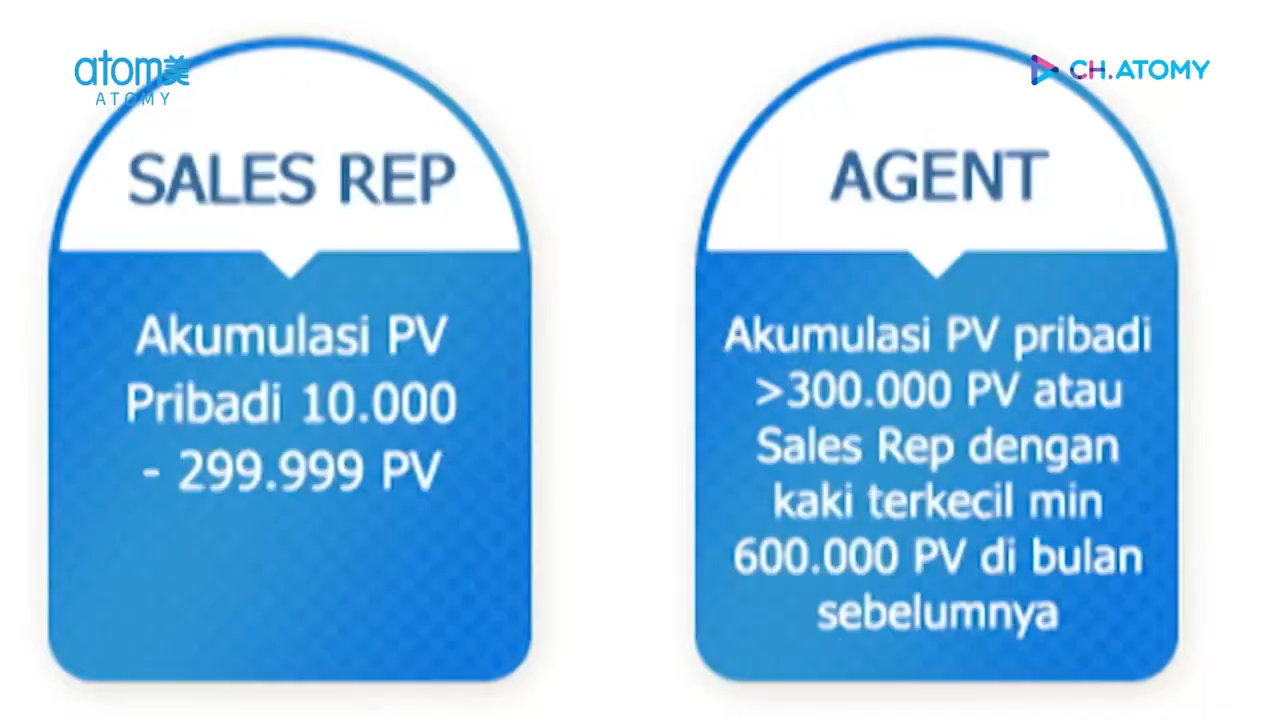 atom美
ATOMY
CH.ATOMY
SALES REP
Akumulasi PV
Pribadi 10.000
- 299.999 PV
AGENT
Akumulasi PV pribadi
>300.000 PV atau
Sales Rep dengan
kaki terkecil min
600.000 PV di bulan
sebelumnya